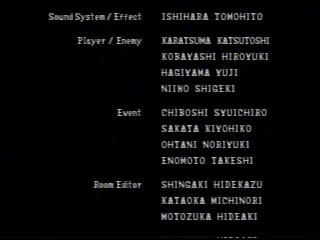 Sound System / Effect ISHIHARA TOMOHITO
Player / Enemy KARATSUMA KATSUTOSHI
KOBAYASHI HIROYUKI
HAGIYAMA YUJI
NIINO SHIGEKI
Event CHIBOSHI SYUICHIRO
SAKATA KIYOHIKO
OHTANI NORIYUKI
ENOMOTO TAKESHI
Room Editor SHINGAKI HIDEKAZU
KATAOKA MICHINORI
MOTOZUKA HIDEAKI